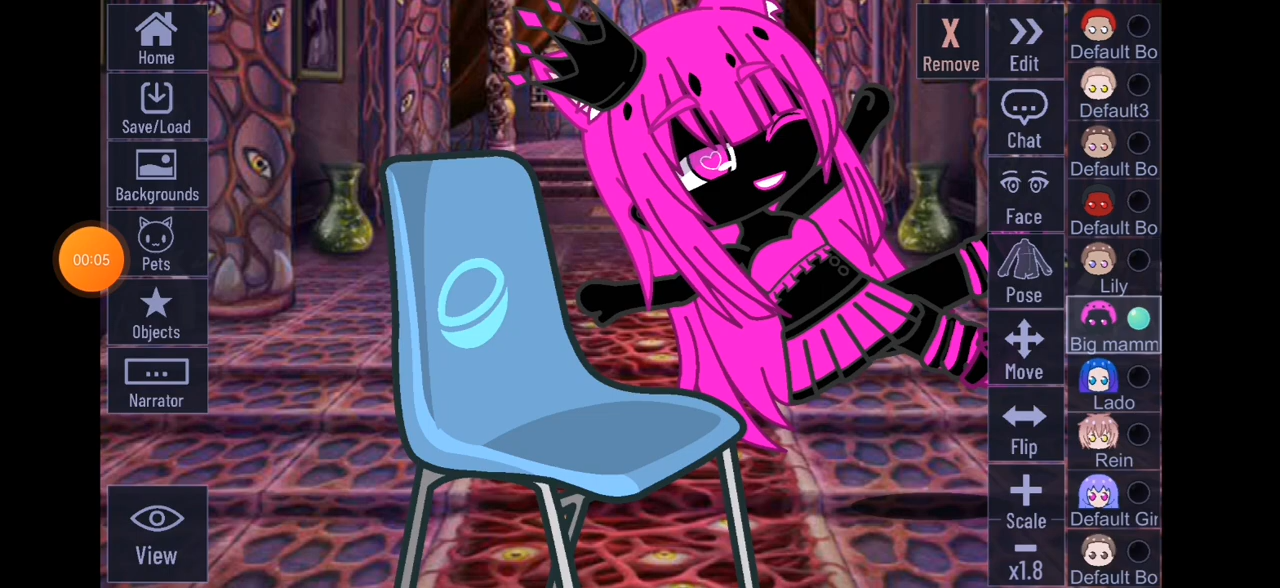 Home
Save/Load
Backgrounds
Pets
Objects
Narrator
View
00:05
X
Remove
Edit
Chat
Face
Pose
Move
Flip
Scale
x1.8
Default Bo
Default3
Default Bo
Default Bo
Lily
Big mamm
Lado
Rein
Default Gir
Default Bo